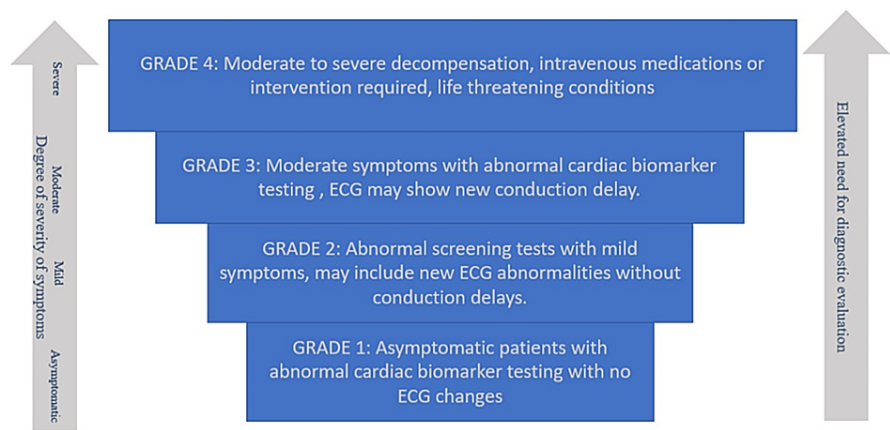 GRADE 4: Moderate to severe decompensation, intravenous medications or
intervention required, life threatening conditions
GRADE 3: Moderate symptoms with abnormal cardiac biomarker
testing , ECG may show new conduction delay.
GRADE 2: Abnormal screening tests with mild
symptoms, may include new ECG abnormalities without
conduction delays.
GRADE 1: Asymptomatic patients with
abnormal cardiac biomarker testing with no
ECG changes
Severe
Moderate
Mild
Asymptomatic
Degree of severity of symptoms
Elevated need for diagnostic evaluation